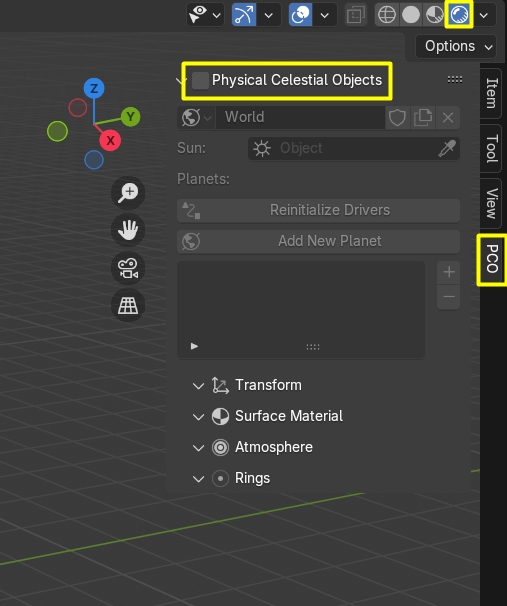 Options
Physical Celestial Objects
World
Sun: Object
Planets:
Reinitialize Drivers
Add New Planet
Transform
Surface Material
Atmosphere
Rings
Z
Y
X
Item
Tool
View
PCO